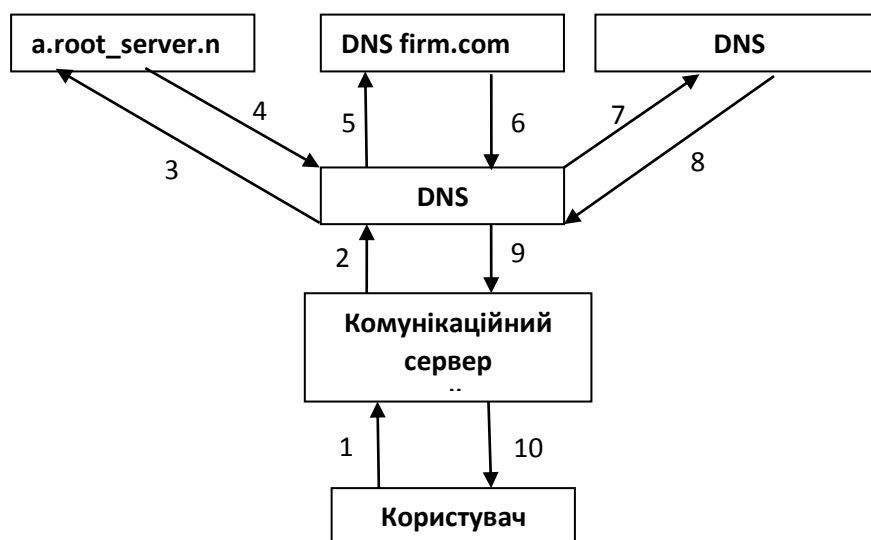 a.root_server.n
DNS firm.com
DNS
4
5
6
7
3
8
DNS
2
9
Комунікаційний
сервер
1
10
Користувач